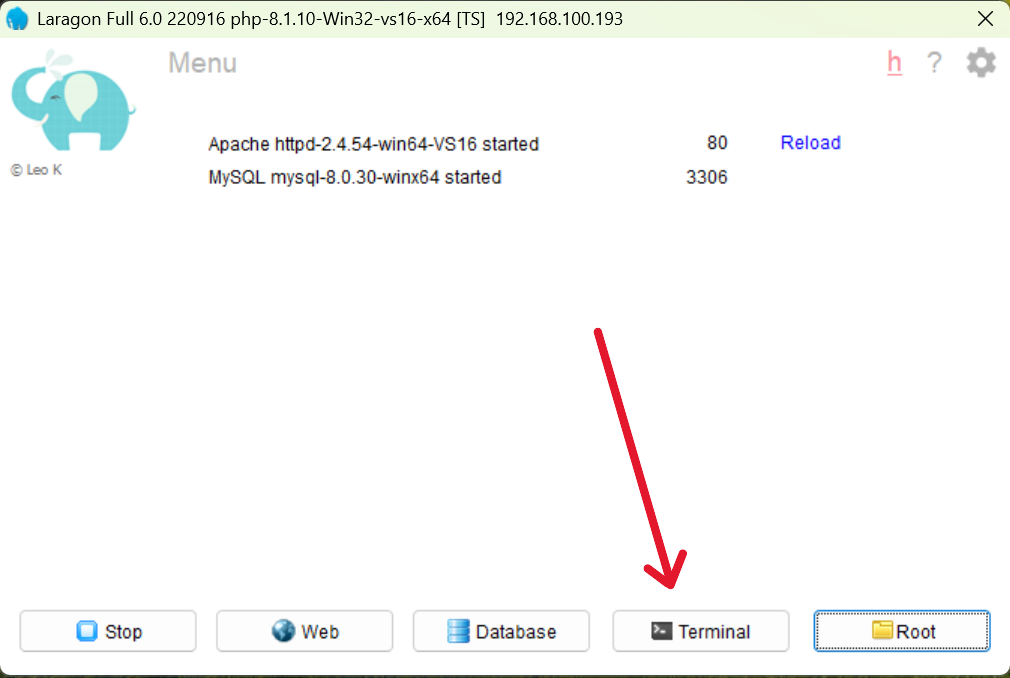 Laragon Full 6.0 220916 php-8.1.10-Win32-vs16-x64 [TS] 192.168.100.193
Menu
h ?
© Leo K
Apache httpd-2.4.54-win64-VS16 started 80 Reload
MySQL mysql-8.0.30-winx64 started 3306
Stop Web Database Terminal Root